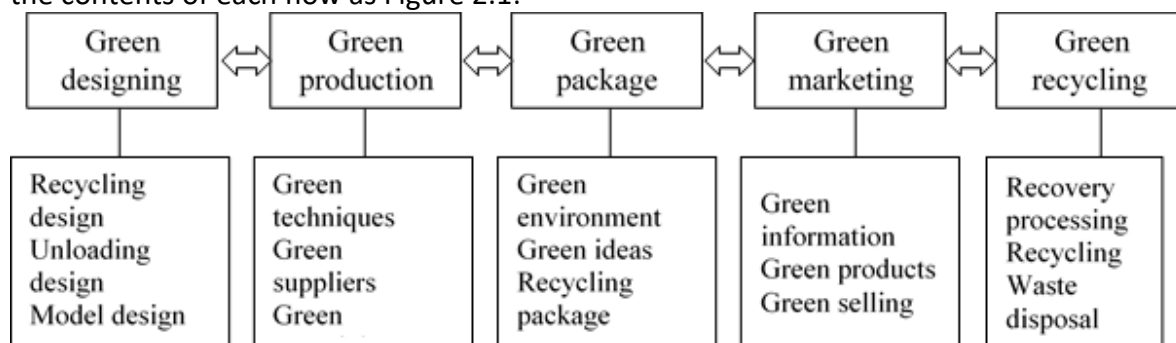 the contents of each flow as Figure 2.1.
Green
designing
Green
production
Green
package
Green
marketing
Green
recycling
Recycling
design
Unloading
design
Model design
Green
techniques
Green
suppliers
Green
Green
environment
Green ideas
Recycling
package
Green
information
Green products
Green selling
Recovery
processing
Recycling
Waste
disposal